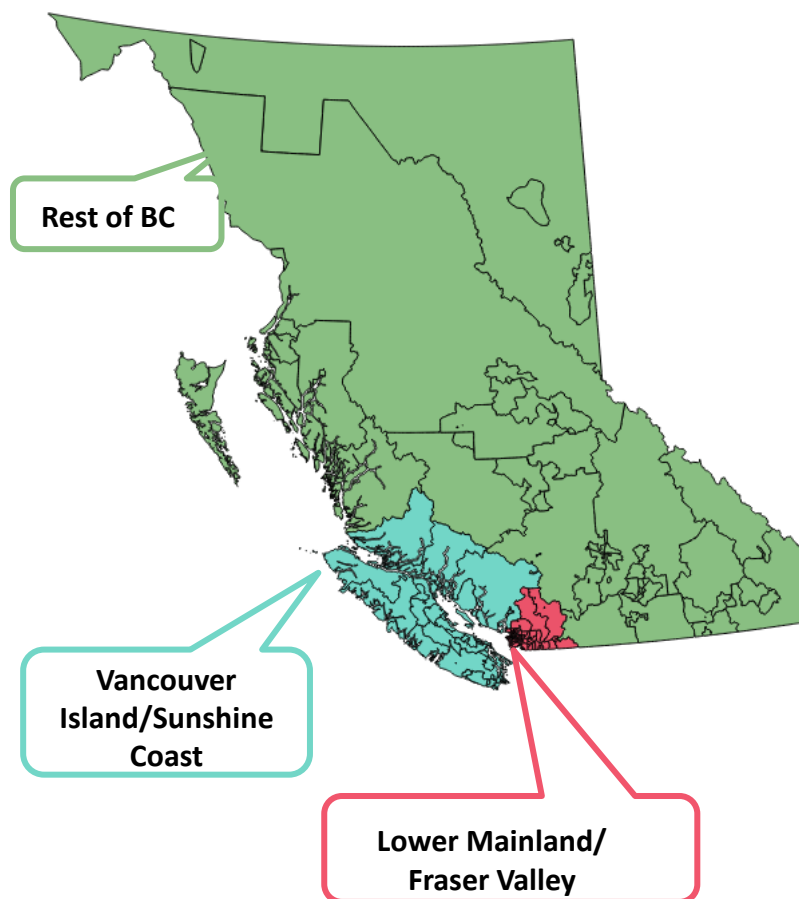 Rest of BC
Vancouver
Island/Sunshine
Coast
Lower Mainland/
Fraser Valley